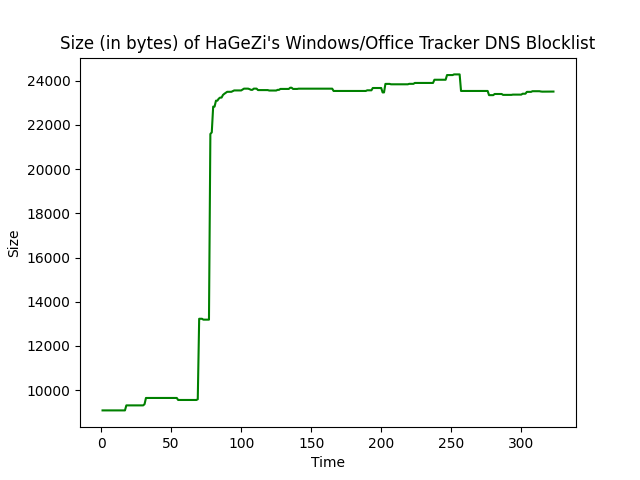 Size (in bytes) of HaGeZi's Windows/Office Tracker DNS Blocklist
24000
22000
20000
18000
16000
14000
12000
10000
Size
0 50 100 150 200 250 300
Time